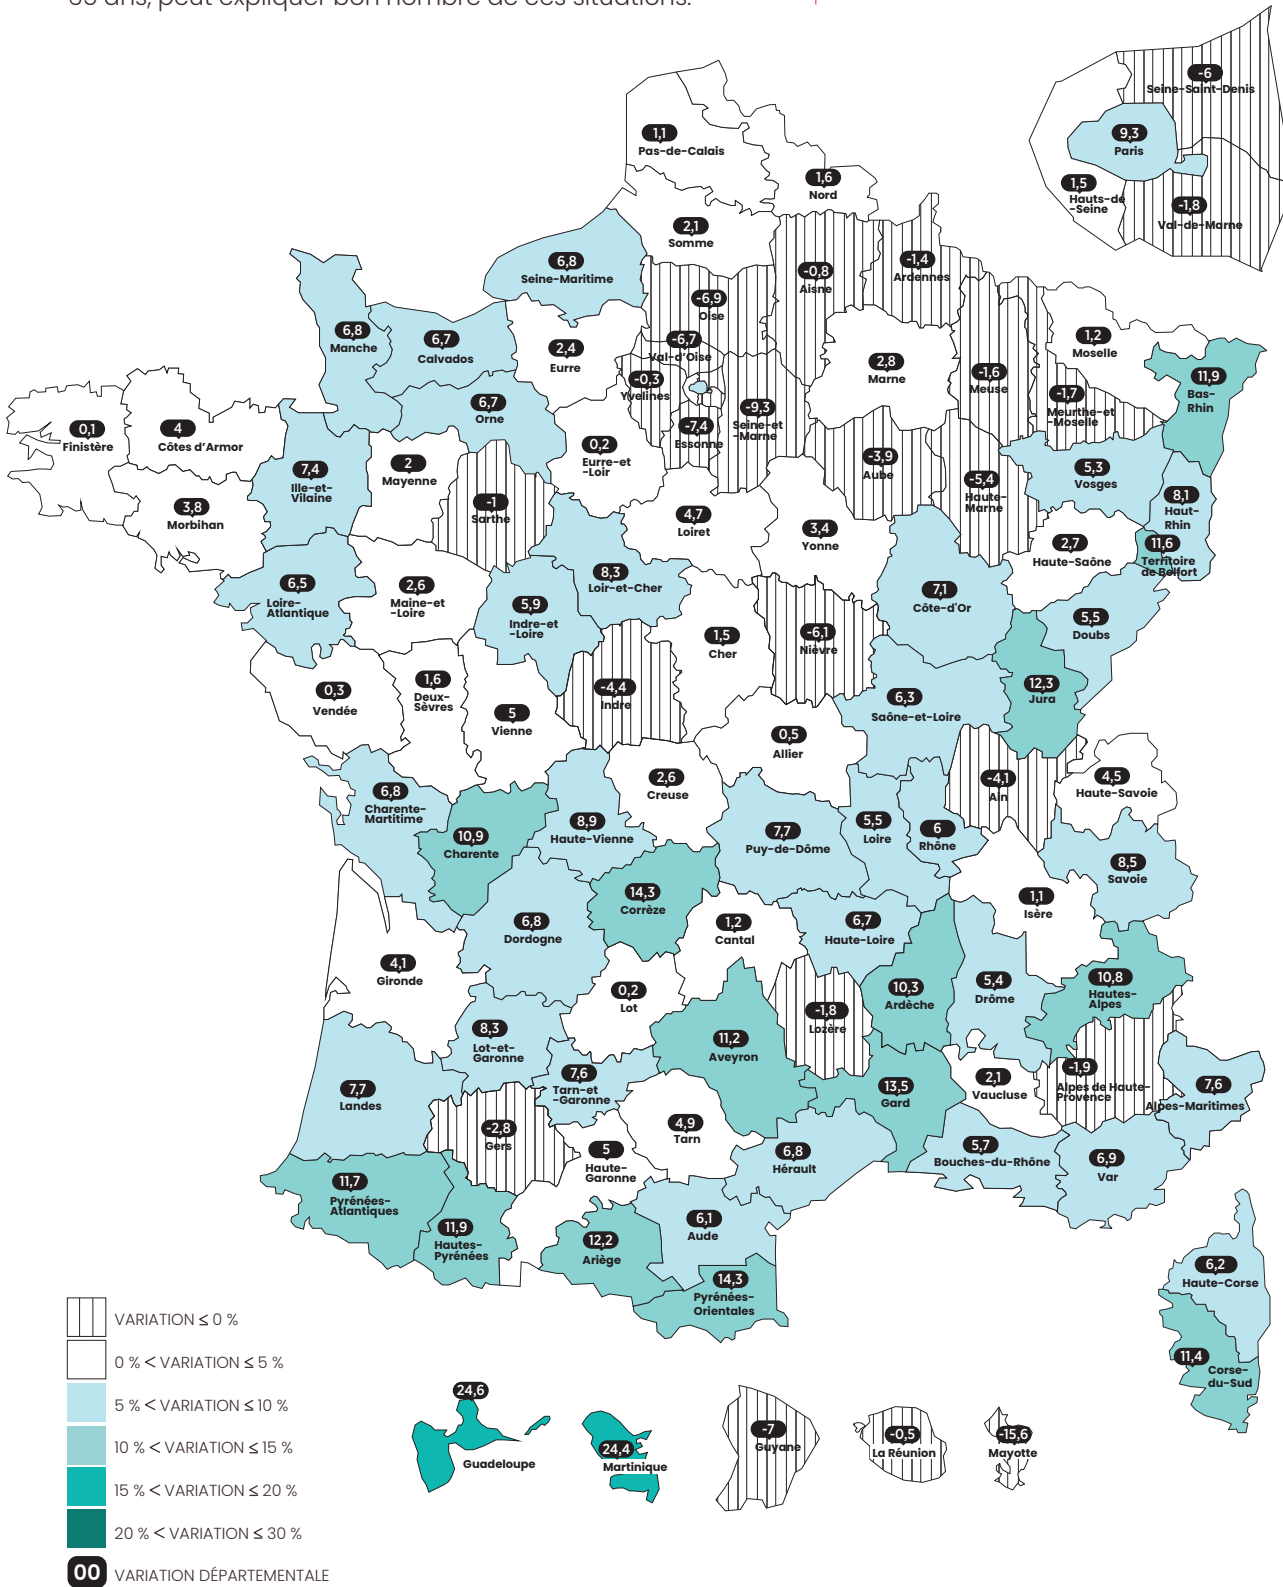 65 ans, peut expliquer bon nombre de ces situations.
-6
Seine-Saint-Denis
9,3
Paris
1,5
Hauts-de
-Seine
-1,8
Val-de-Marne
1,1
Pas-de-Calais
1,6
Nord
2,1
Somme
6,8
Seine-Maritime
-0,8
Aisne
-1,4
Ardennes
-6,9
Oise
6,8
Manche
6,7
Calvados
2,4
Eurre
-6,7
Val-d'Oise
-0,3
Yvelines
-9,3
Seine-et
-Marne
-7,4
Essonne
2,8
Marne
-1,6
Meuse
1,2
Moselle
-1,7
Meurthe-et
-Moselle
11,9
Bas-
Rhin
6,7
Orne
0,1
Finistère
4
Côtes d'Armor
7,4
Ille-et-
Vilaine
2
Mayenne
0,2
Eurre-et
-Loir
-3,9
Aube
-5,4
Haute-
Marne
5,3
Vosges
8,1
Haut-
Rhin
3,8
Morbihan
-1
Sarthe
4,7
Loiret
3,4
Yonne
2,7
Haute-Saône
11,6
Territoire
de Belfort
6,5
Loire-
Atlantique
2,6
Maine-et
-Loire
5,9
Indre-et
-Loire
8,3
Loir-et-Cher
7,1
Côte-d'Or
5,5
Doubs
1,5
Cher
-6,1
Nièvre
0,3
Vendée
1,6
Deux-
Sèvres
5
Vienne
-4,4
Indre
6,3
Saône-et-Loire
12,3
Jura
0,5
Allier
6,8
Charente-
Martitime
10,9
Charente
8,9
Haute-Vienne
2,6
Creuse
7,7
Puy-de-Dôme
5,5
Loire
6
Rhône
-4,1
Ain
4,5
Haute-Savoie
8,5
Savoie
14,3
Corrèze
6,8
Dordogne
1,2
Cantal
6,7
Haute-Loire
1,1
Isère
4,1
Gironde
0,2
Lot
-1,8
Lozère
10,3
Ardèche
5,4
Drôme
10,8
Hautes-
Alpes
8,3
Lot-et-
Garonne
11,2
Aveyron
7,7
Landes
7,6
Tarn-et
-Garonne
13,5
Gard
2,1
Vaucluse
-1,9
Alpes de Haute-
Provence
7,6
Alpes-Maritimes
-2,8
Gers
4,9
Tarn
5
Haute-
Garonne
6,8
Hérault
5,7
Bouches-du-Rhône
6,9
Var
11,7
Pyrénées-
Atlantiques
11,9
Hautes-
Pyrénées
12,2
Ariège
6,1
Aude
14,3
Pyrénées-
Orientales
6,2
Haute-Corse
11,4
Corse-
du-Sud
VARIATION ≤ 0 %
0 % < VARIATION ≤ 5 %
5 % < VARIATION ≤ 10 %
10 % < VARIATION ≤ 15 %
15 % < VARIATION ≤ 20 %
20 % < VARIATION ≤ 30 %
00 VARIATION DÉPARTEMENTALE
24,6
Guadeloupe
24,4
Martinique
-7
Guyane
-0,5
La Réunion
-15,6
Mayotte